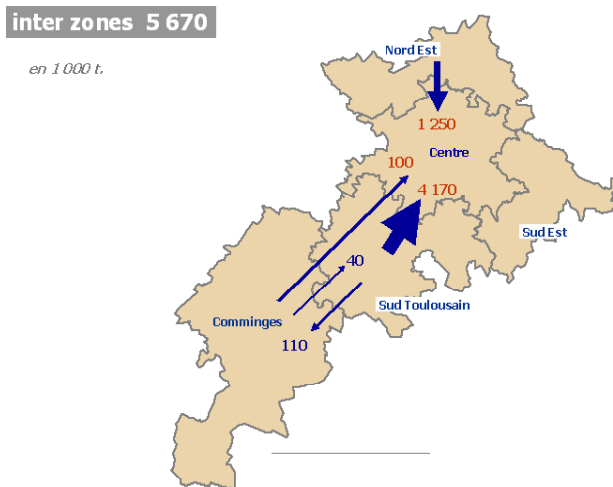 inter zones 5 670
en 1 000 t.
Nord Est
1 250
Centre
100
4 170
Sud Est
40
Sud Toulousain
Comminges
110